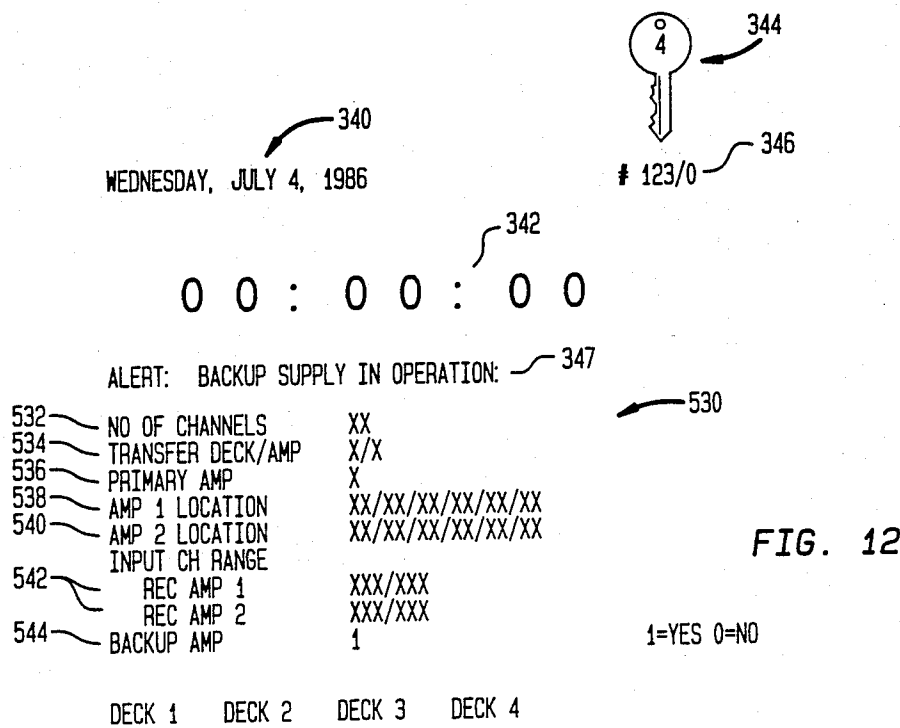 4
344
340
346
WEDNESDAY, JULY 4, 1986
# 123/0
342
0 0 : 0 0 : 0 0
ALERT: BACKUP SUPPLY IN OPERATION: 347
530
532 NO OF CHANNELS XX
534 TRANSFER DECK/AMP X/X
536 PRIMARY AMP X
538 AMP 1 LOCATION XX/XX/XX/XX/XX/XX
540 AMP 2 LOCATION XX/XX/XX/XX/XX/XX
FIG. 12
INPUT CH RANGE
542 REC AMP 1 XXX/XXX
REC AMP 2 XXX/XXX
544 BACKUP AMP 1 1=YES 0=NO
DECK 1 DECK 2 DECK 3 DECK 4